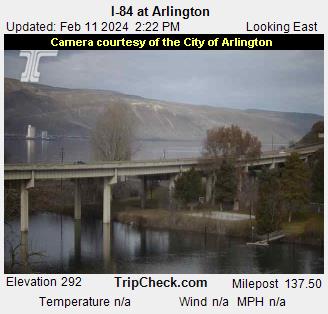 I-84 at Arlington
Updated: Feb 11 2024 2:22 PM Looking East
Camera courtesy of the City of Arlington
Elevation 292 TripCheck.com Milepost 137.50
Temperature n/a Wind n/a MPH n/a